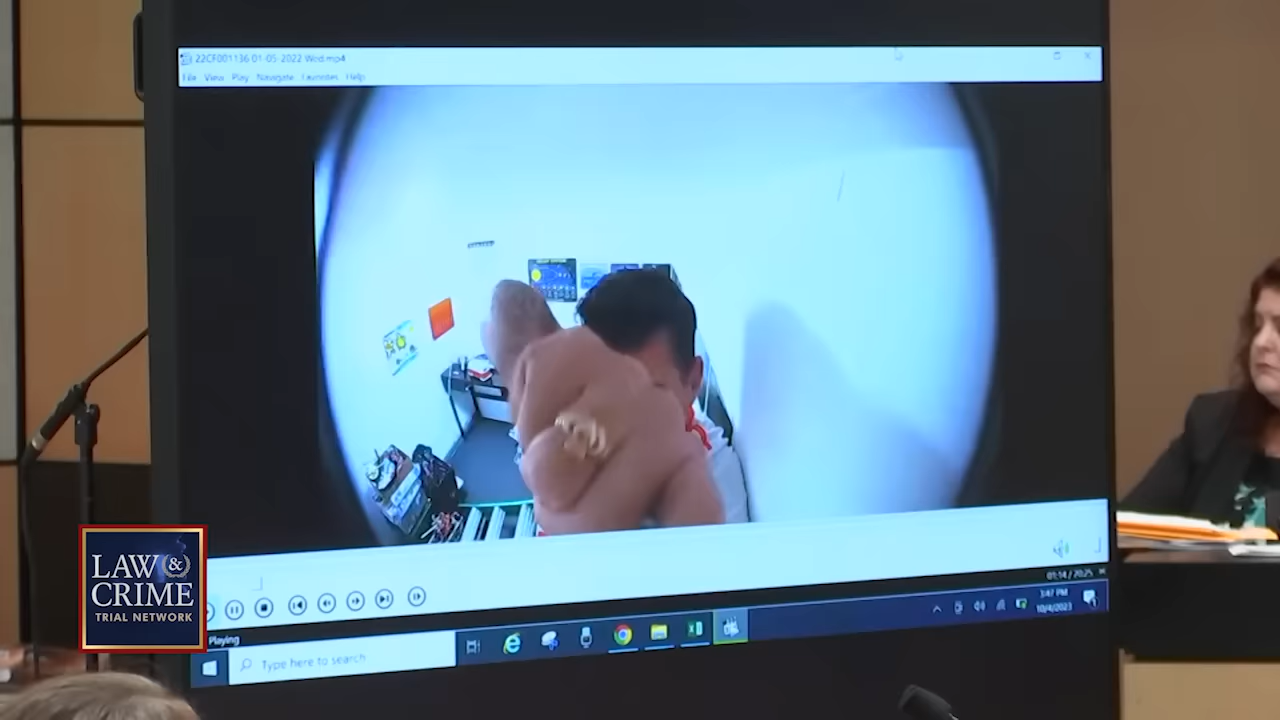 22CF001136 01-05-2022 Wed.mp4
File View Play Navigate Favorites Help
01:14 / 20:25
Playing
Type here to search
3:47 PM
10/4/2023
LAW &
CRIME
TRIAL NETWORK